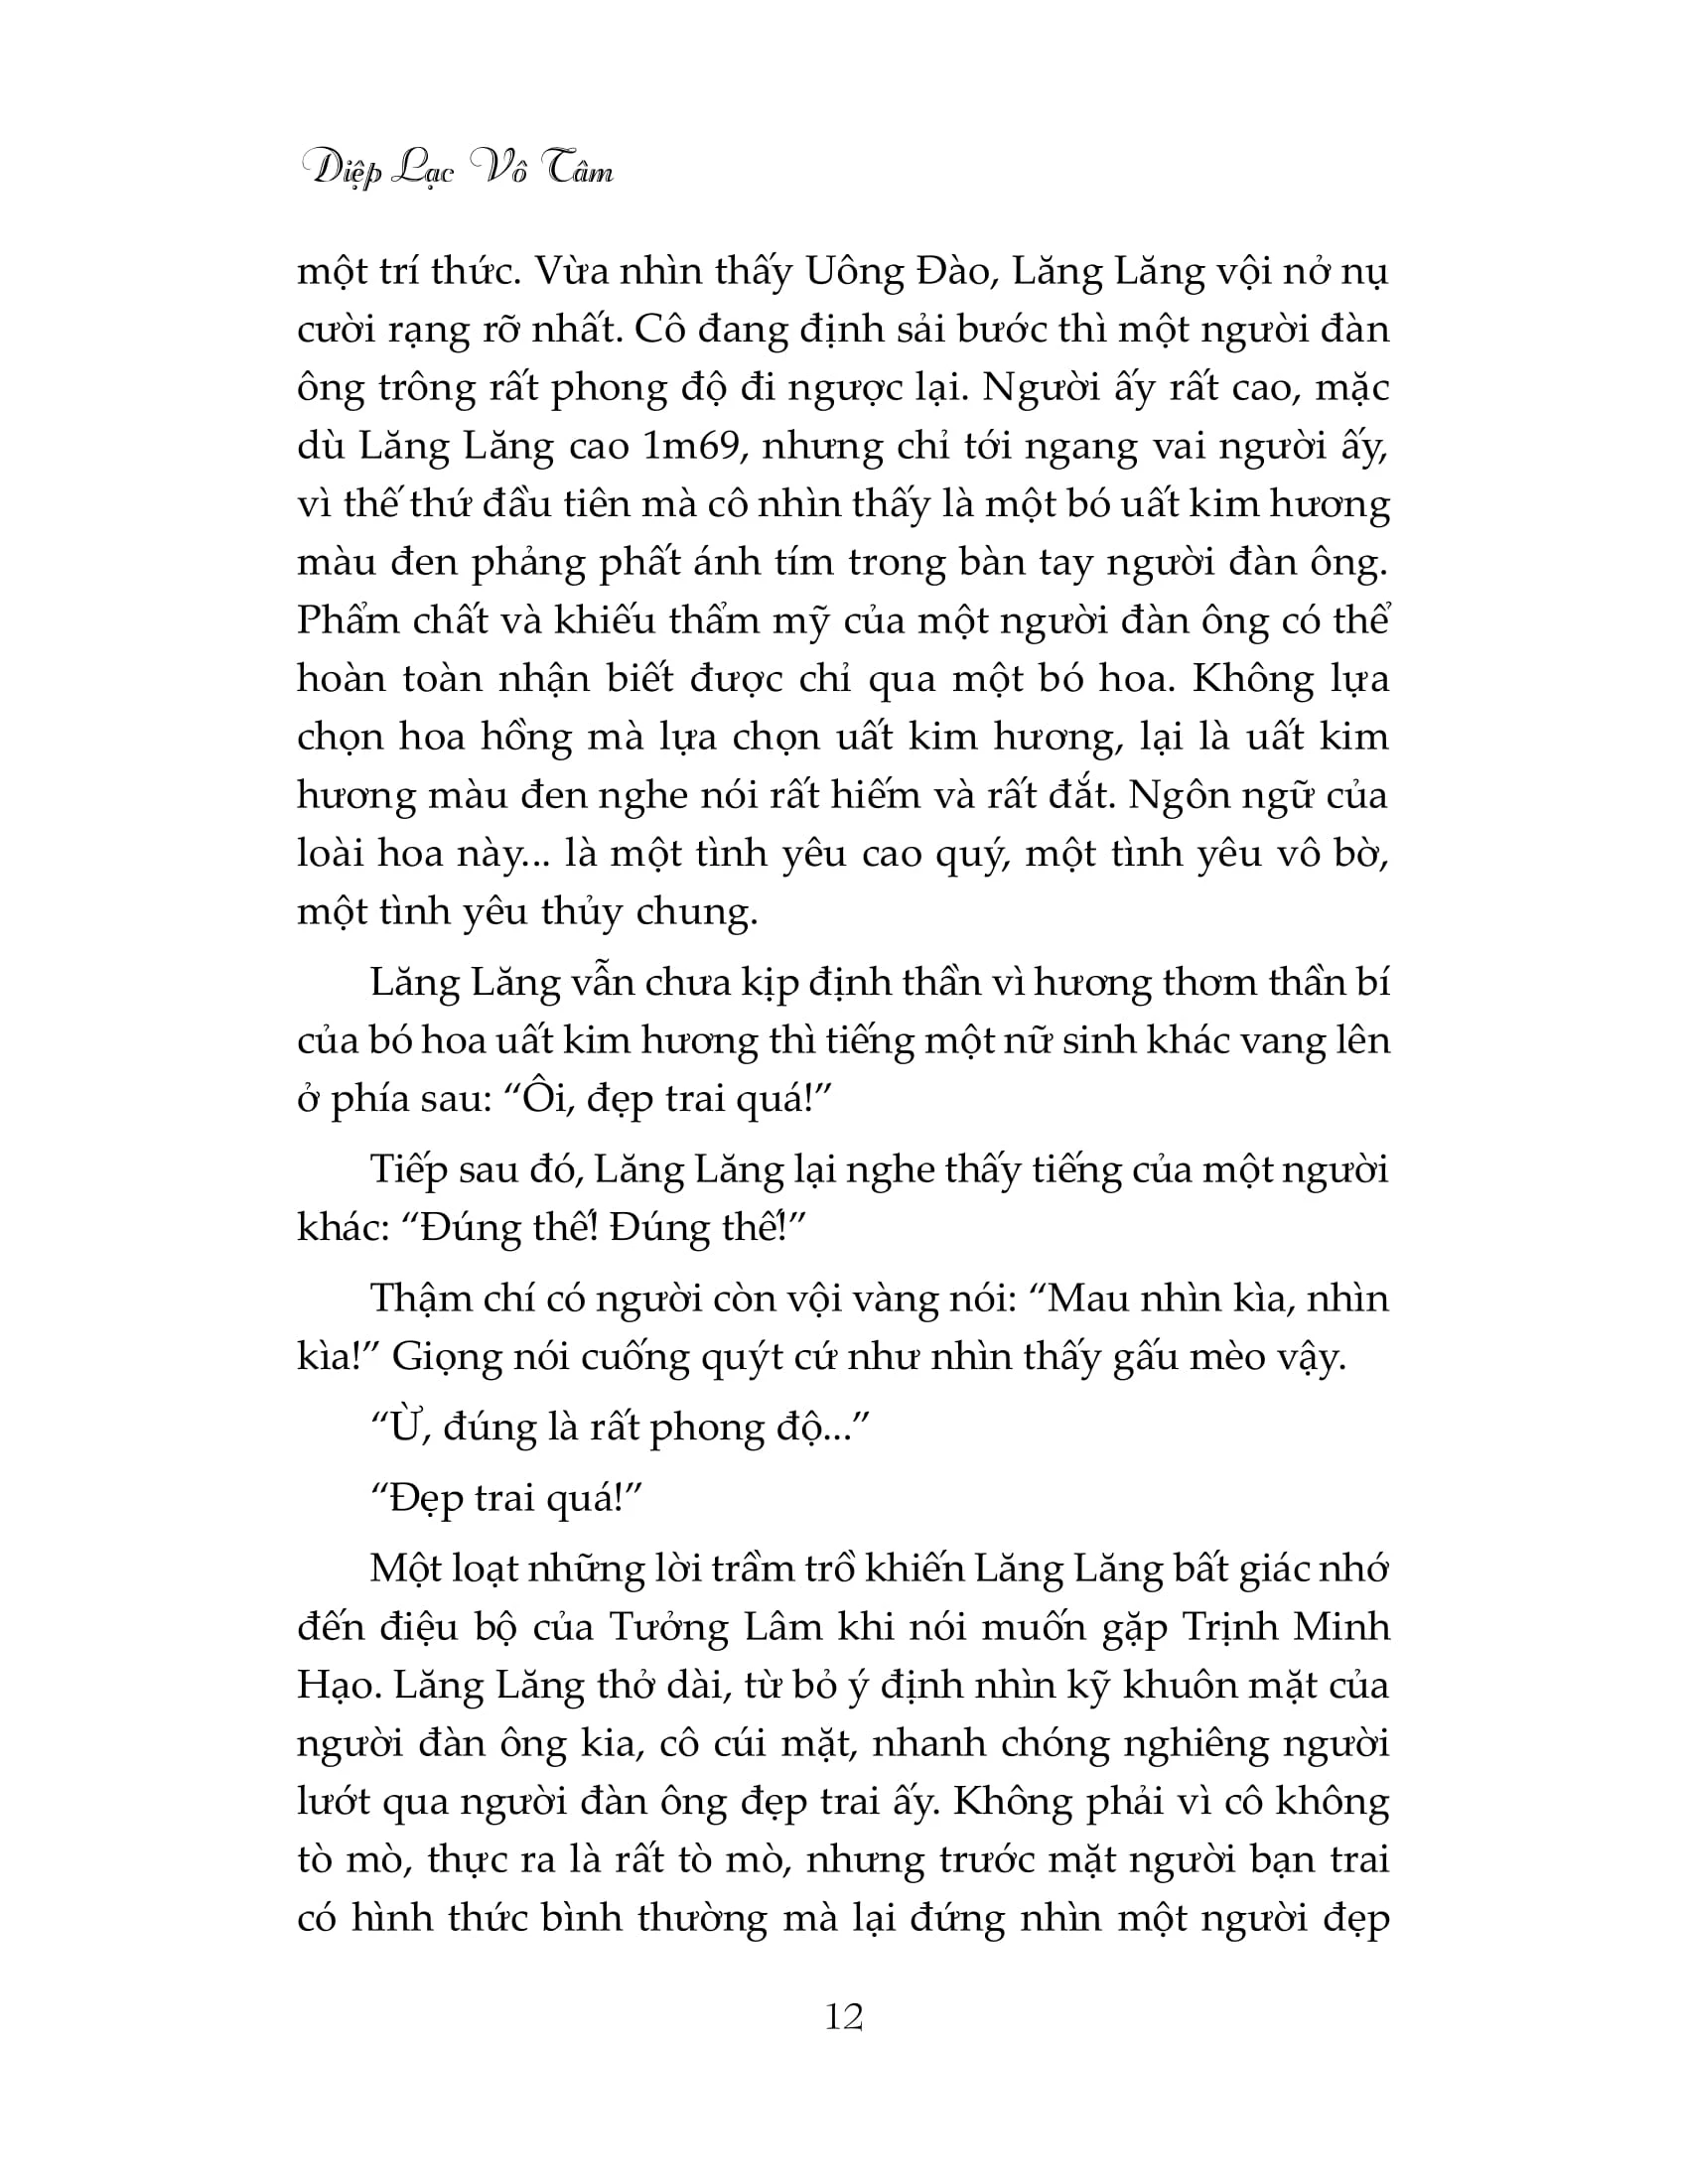 Diệp Lạc Vô Tâm
một trí thức. Vừa nhìn thấy Uông Đào, Lăng Lăng vội nở nụ
cười rạng rỡ nhất. Cô đang định sải bước thì một người đàn
ông trông rất phong độ đi ngược lại. Người ấy rất cao, mặc
dù Lăng Lăng cao 1m69, nhưng chỉ tới ngang vai người ấy,
vì thế thứ đầu tiên mà cô nhìn thấy là một bó uất kim hương
màu đen phảng phất ánh tím trong bàn tay người đàn ông.
Phẩm chất và khiếu thẩm mỹ của một người đàn ông có thể
hoàn toàn nhận biết được chỉ qua một bó hoa. Không lựa
chọn hoa hồng mà lựa chọn uất kim hương, lại là uất kim
hương màu đen nghe nói rất hiếm và rất đắt. Ngôn ngữ của
loài hoa này... là một tình yêu cao quý, một tình yêu vô bờ,
một tình yêu thủy chung.
Lăng Lăng vẫn chưa kịp định thần vì hương thơm thần bí
của bó hoa uất kim hương thì tiếng một nữ sinh khác vang lên
ở phía sau: “Ôi, đẹp trai quá!”
Tiếp sau đó, Lăng Lăng lại nghe thấy tiếng của một người
khác: “Đúng thế! Đúng thế!”
Thậm chí có người còn vội vàng nói: “Mau nhìn kìa, nhìn
kìa!” Giọng nói cuống quýt cứ như nhìn thấy gấu mèo vậy.
“Ừ, đúng là rất phong độ...”
“Đẹp trai quá!”
Một loạt những lời trầm trồ khiến Lăng Lăng bất giác nhớ
đến điệu bộ của Tưởng Lâm khi nói muốn gặp Trịnh Minh
Hạo. Lăng Lăng thở dài, từ bỏ ý định nhìn kỹ khuôn mặt của
người đàn ông kia, cô cúi mặt, nhanh chóng nghiêng người
lướt qua người đàn ông đẹp trai ấy. Không phải vì cô không
tò mò, thực ra là rất tò mò, nhưng trước mặt người bạn trai
có hình thức bình thường mà lại đứng nhìn một người đẹp
12